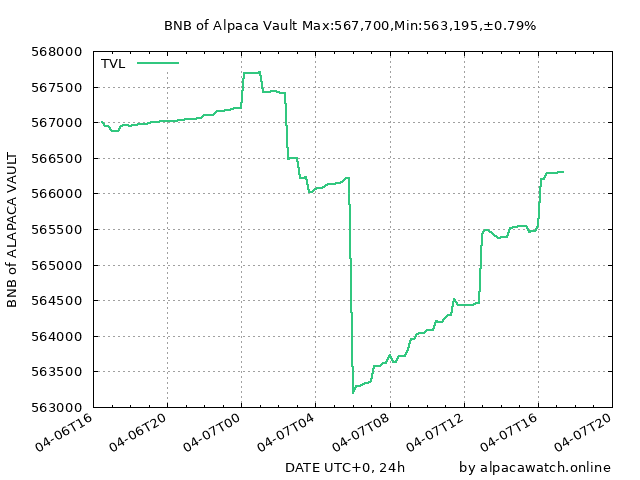 BNB of Alpaca Vault Max:567,700,Min:563,195,±0.79%
TVL
568000
567500
567000
566500
566000
565500
565000
564500
564000
563500
563000
BNB of ALAPACA VAULT
04-06T16
04-06T20
04-07T00
04-07T04
04-07T08
04-07T12
04-07T16
04-07T20
DATE UTC+0, 24h
by alpacawatch.online